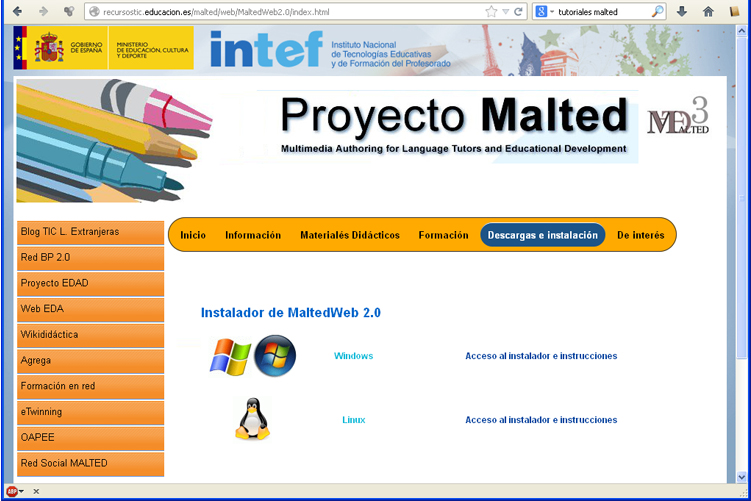 recursostic.educacion.es/malted/web/MaltedWeb2.0/index.html
tutoriales malted
GOBIERNO
DE ESPAÑA
MINISTERIO
DE EDUCACIÓN, CULTURA
Y DEPORTE
intef
Instituto Nacional
de Tecnologías Educativas
y de Formación del Profesorado
Proyecto Malted
Multimedia Authoring for Language Tutors and Educational Development
MALTED 3
Inicio
Información
Materialés Didácticos
Formación
Descargas e instalación
De interés
Blog TIC L. Extranjeras
Red BP 2.0
Proyecto EDAD
Web EDA
Wikididáctica
Agrega
Formación en red
eTwinning
OAPEE
Red Social MALTED
Instalador de MaltedWeb 2.0
Windows
Acceso al instalador e instrucciones
Linux
Acceso al instalador e instrucciones
ABP